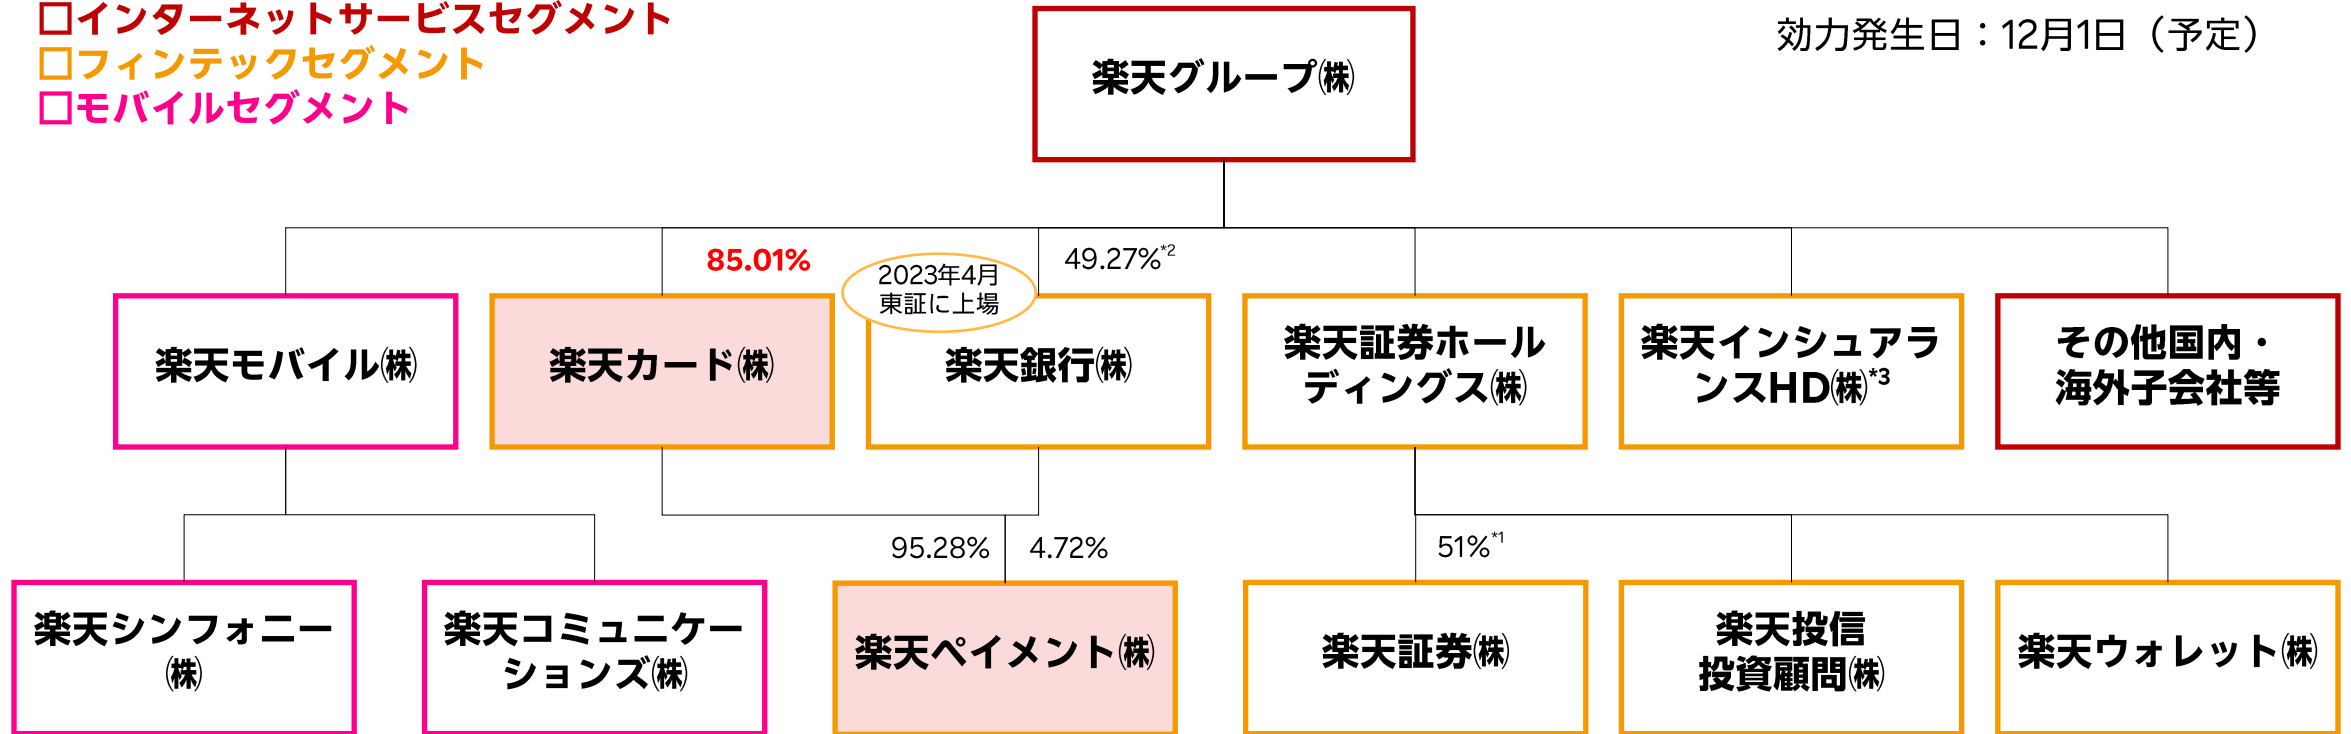 □インターネットサービスセグメント
□フィンテックセグメント
□モバイルセグメント
効力発生日：12月1日（予定）
楽天グループ㈱
85.01%
2023年4月
東証に上場
49.27%*2
楽天モバイル㈱
楽天カード㈱
楽天銀行㈱
楽天証券ホール
ディングス㈱
楽天インシュアラ
ンスHD㈱*3
その他国内・
海外子会社等
95.28%
4.72%
51%*1
楽天シンフォニー
㈱
楽天コミュニケー
ションズ㈱
楽天ペイメント㈱
楽天証券㈱
楽天投信
投資顧問㈱
楽天ウォレット㈱